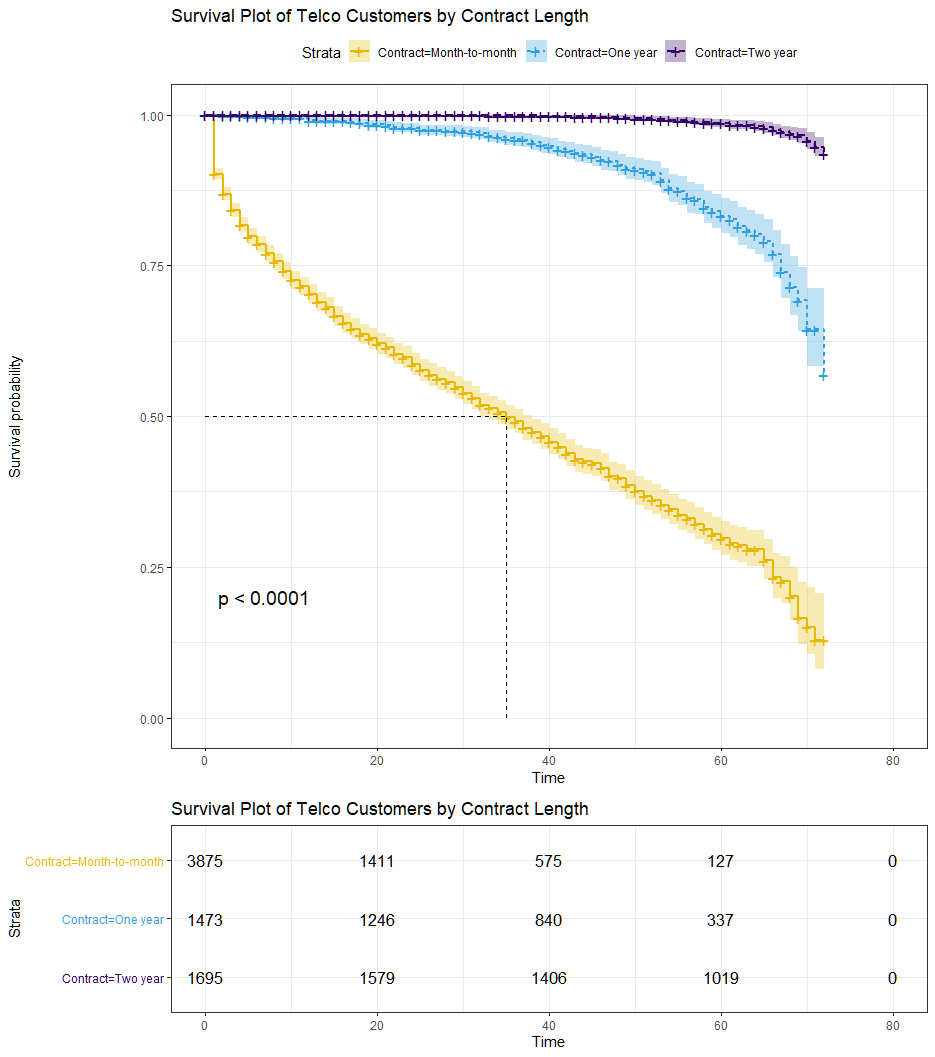 Survival Plot of Telco Customers by Contract Length
Strata Contract=Month-to-month Contract=One year Contract=Two year
Survival probability
1.00
0.75
0.50
0.25
0.00
p < 0.0001
0 20 40 60 80
Time
Survival Plot of Telco Customers by Contract Length
Strata
Contract=Month-to-month 3875 1411 575 127 0
Contract=One year 1473 1246 840 337 0
Contract=Two year 1695 1579 1406 1019 0
0 20 40 60 80
Time